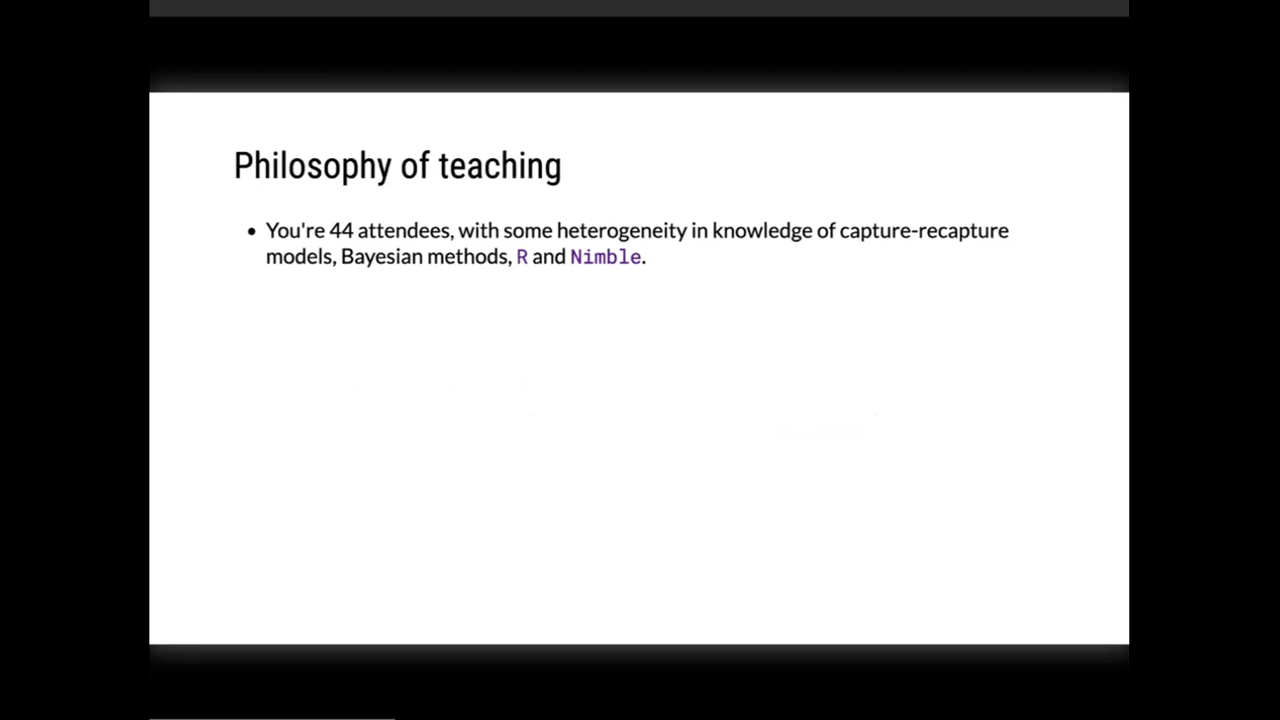 Philosophy of teaching
• You're 44 attendees, with some heterogeneity in knowledge of capture-recapture
models, Bayesian methods, R and Nimble.